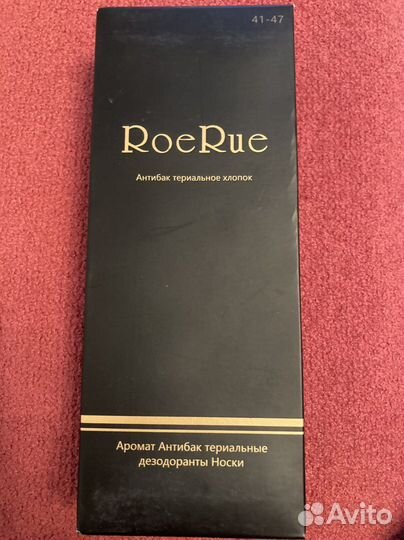 41-47
RoeRue
Антибак териальное хлопок
Аромат Антибак териальные
дезодоранты Носки
Avito